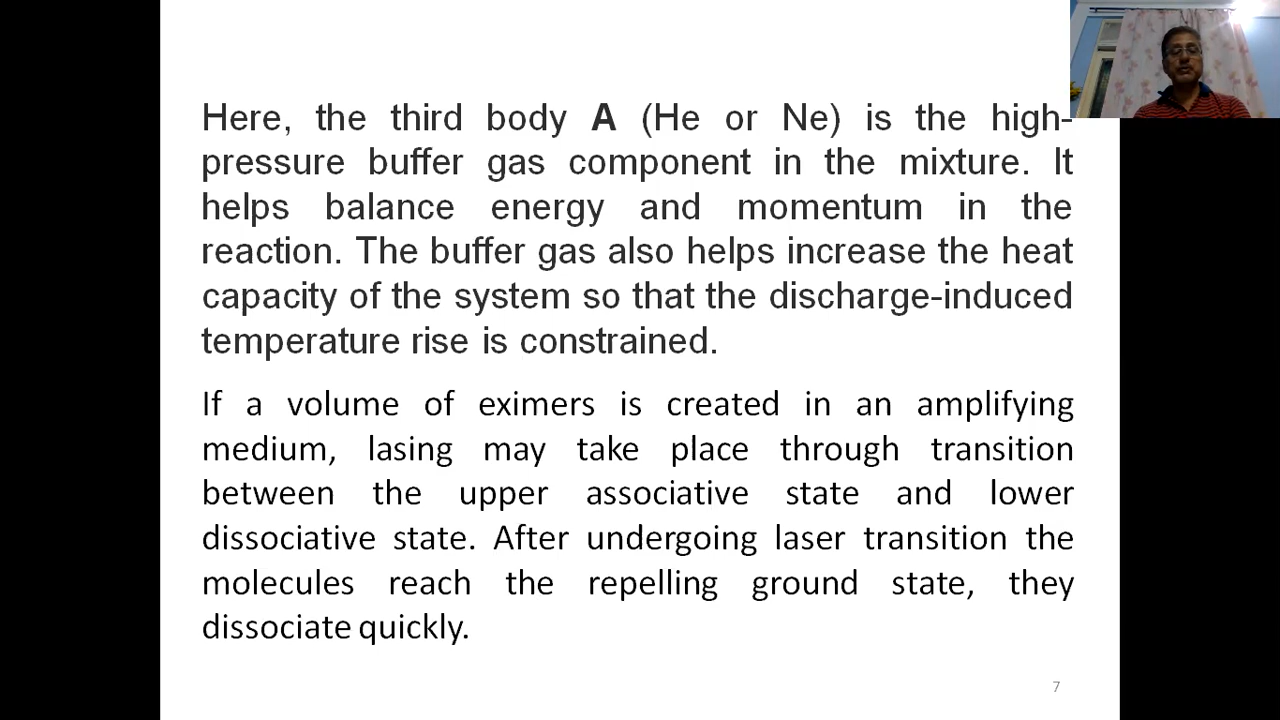 Here, the third body A (He or Ne) is the high-
pressure buffer gas component in the mixture. It
helps balance energy and momentum in the
reaction. The buffer gas also helps increase the heat
capacity of the system so that the discharge-induced
temperature rise is constrained.
If a volume of eximers is created in an amplifying
medium, lasing may take place through transition
between the upper associative state and lower
dissociative state. After undergoing laser transition the
molecules reach the repelling ground state, they
dissociate quickly.
7